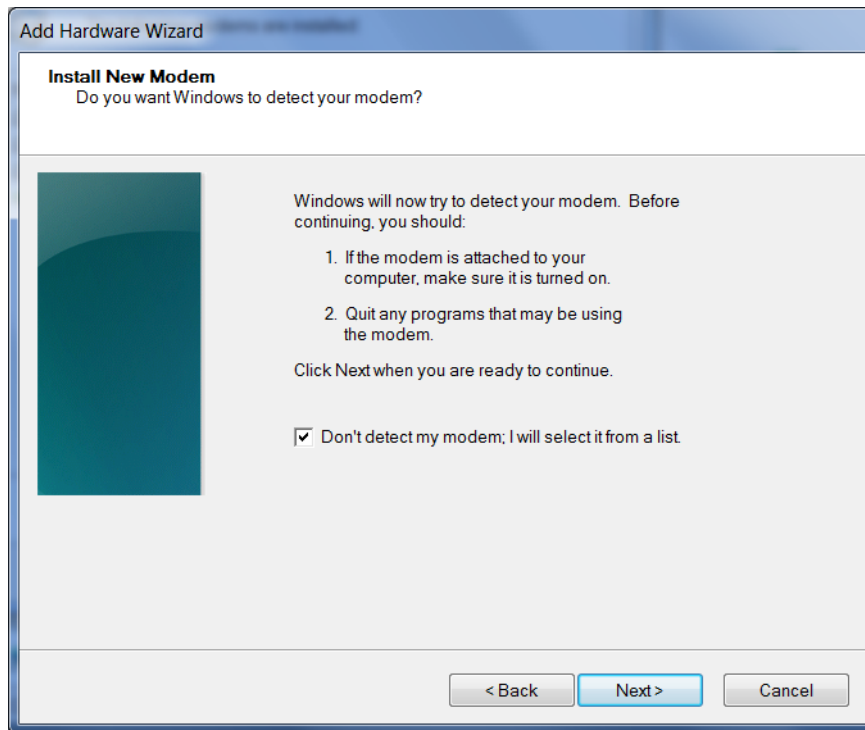 Add Hardware Wizard
Install New Modem
Do you want Windows to detect your modem?
Windows will now try to detect your modem. Before
continuing, you should:
1. If the modem is attached to your
computer, make sure it is turned on.
2. Quit any programs that may be using
the modem.
Click Next when you are ready to continue.
Don't detect my modem; I will select it from a list.
< Back
Next >
Cancel